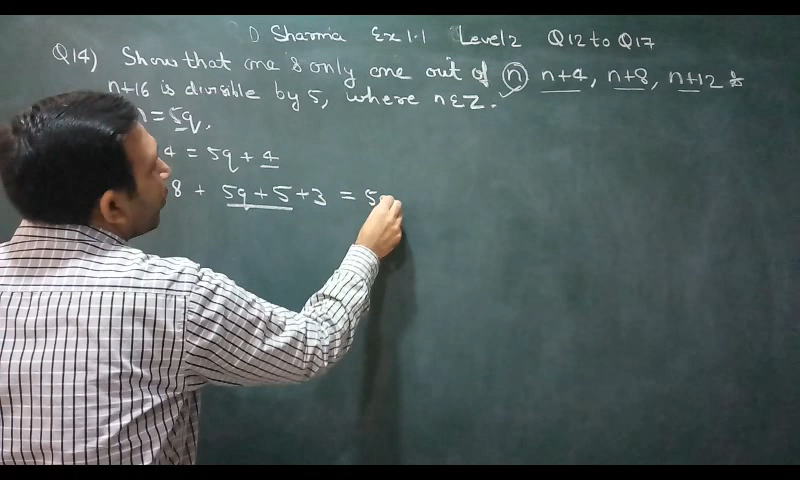 D Sharma Ex 1.1 Level 2 Q12 to Q17
Q14) Show that one & only one out of n n+4, n+8, n+12 &
n+16 is divisible by 5, where n ε Z.
= 5q.
4 = 5q + 4
8 + 5q + 5 + 3 = 5